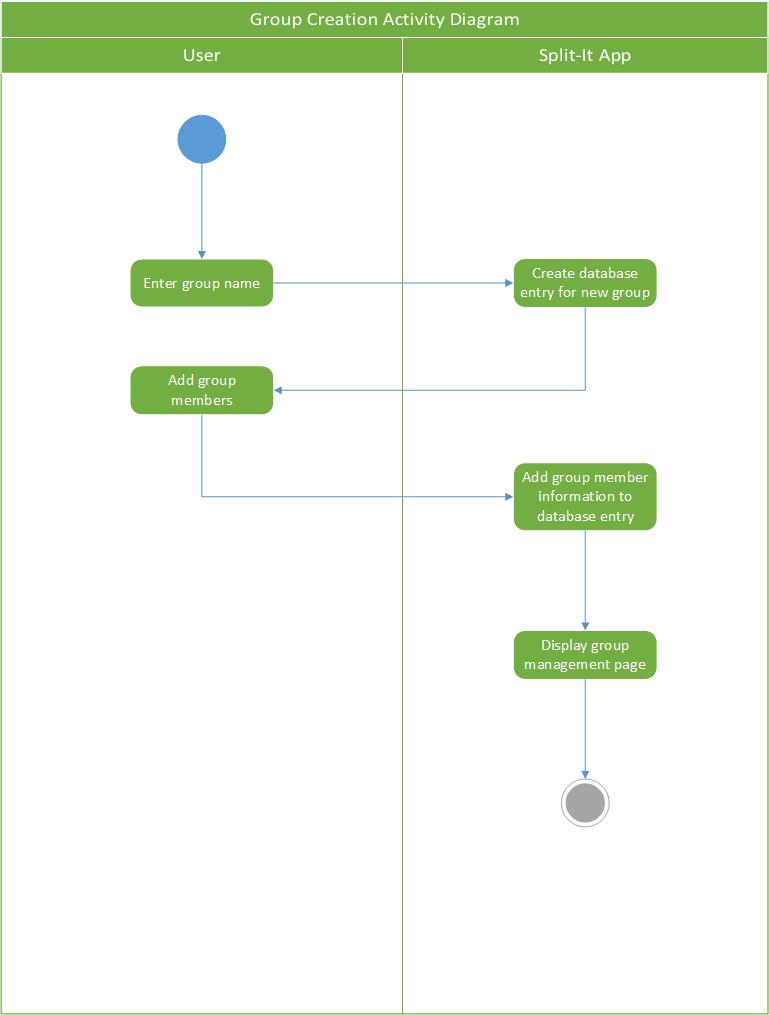 Group Creation Activity Diagram
User
Split-It App
Enter group name
Create database
entry for new group
Add group
members
Add group member
information to
database entry
Display group
management page